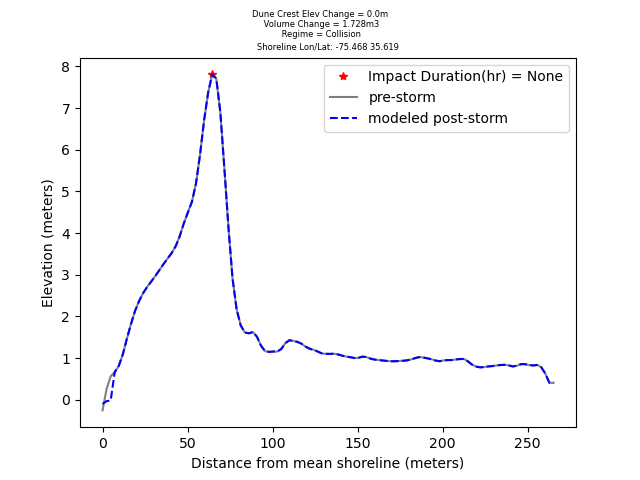 Dune Crest Elev Change = 0.0m
Volume Change = 1.728m3
Regime = Collision
Shoreline Lon/Lat: -75.468 35.619
Impact Duration(hr) = None
pre-storm
modeled post-storm
8
7
6
5
4
3
2
1
0
Elevation (meters)
0 50 100 150 200 250
Distance from mean shoreline (meters)